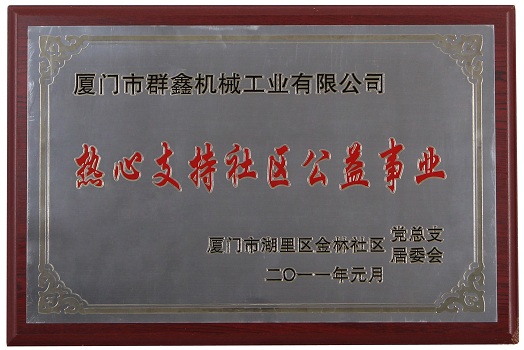 厦门市群鑫机械工业有限公司
热心支持社区公益事业
厦门市湖里区金林社区 党总支 居委会
二〇一一年元月